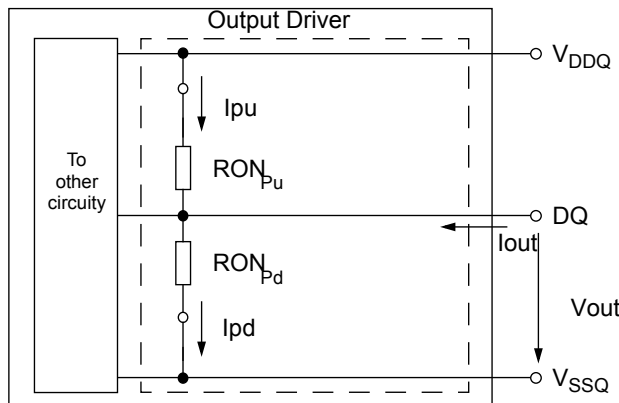 Output Driver
VDDQ
Ipu
To
other
circuity
RONPu
DQ
Iout
RONPd
Vout
Ipd
VSSQ